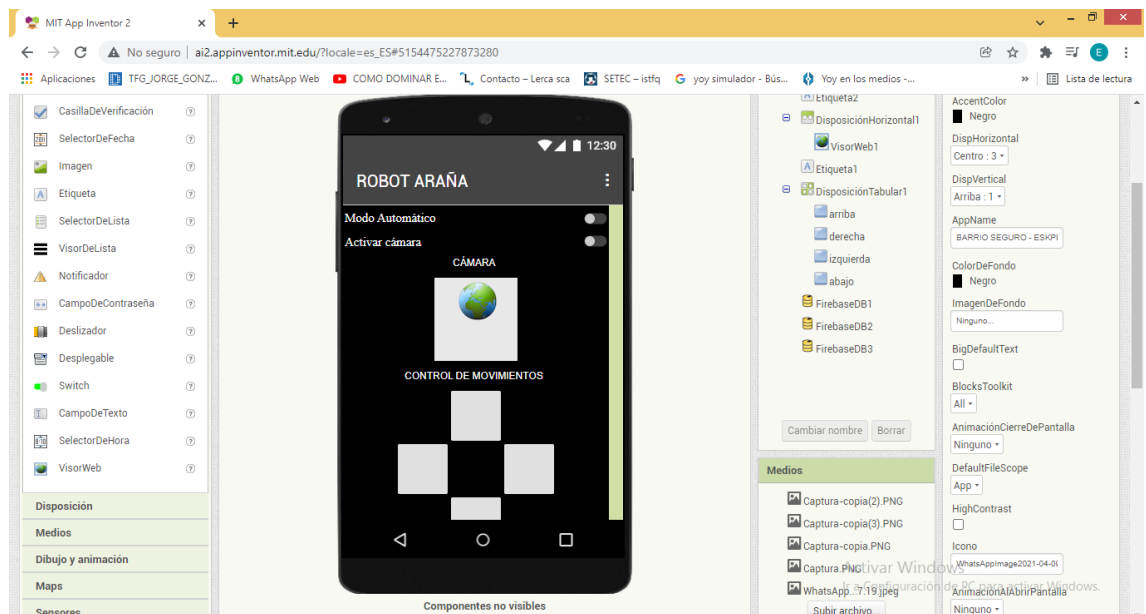 MIT App Inventor 2
No seguro | ai2.appinventor.mit.edu/?locale=es_ES#5154475227873280
E
Aplicaciones TFG_JORGE_GONZ... WhatsApp Web COMO DOMINAR E... Contacto – Lerca sca SETEC – istfq yoy simulador - Bús... Yoy en los medios -... » Lista de lectura
CasillaDeVerificación
SelectorDeFecha
Imagen
Etiqueta
SelectorDeLista
VisorDeLista
Notificador
CampoDeContraseña
Deslizador
Desplegable
Switch
CampoDeTexto
SelectorDeHora
VisorWeb
Disposición
Medios
Dibujo y animación
Maps
Sensores
12:30
ROBOT ARAÑA
Modo Automático
Activar cámara
CÁMARA
CONTROL DE MOVIMIENTOS
Componentes no visibles
Etiqueta2
DisposiciónHorizontal1
VisorWeb1
Etiqueta1
DisposiciónTabular1
arriba
derecha
izquierda
abajo
FirebaseDB1
FirebaseDB2
FirebaseDB3
Cambiar nombre Borrar
Medios
Captura-copia(2).PNG
Captura-copia(3).PNG
Captura-copia.PNG
Captura.PNG
WhatsApp...7.19.jpeg
Subir archivo
AccentColor
Negro
DispHorizontal
Centro : 3
DispVertical
Arriba : 1
AppName
BARRIO SEGURO - ESKPI
ColorDeFondo
Negro
ImagenDeFondo
Ninguno...
BigDefaultText
BlocksToolkit
All
AnimaciónCierreDePantalla
Ninguno
DefaultFileScope
App
HighContrast
Icono
WhatsAppImage2021-04-0(
AnimaciónAlAbrirPantalla
Ninguno
Activar Windows
Ir a Configuración de PC para activar Windows.